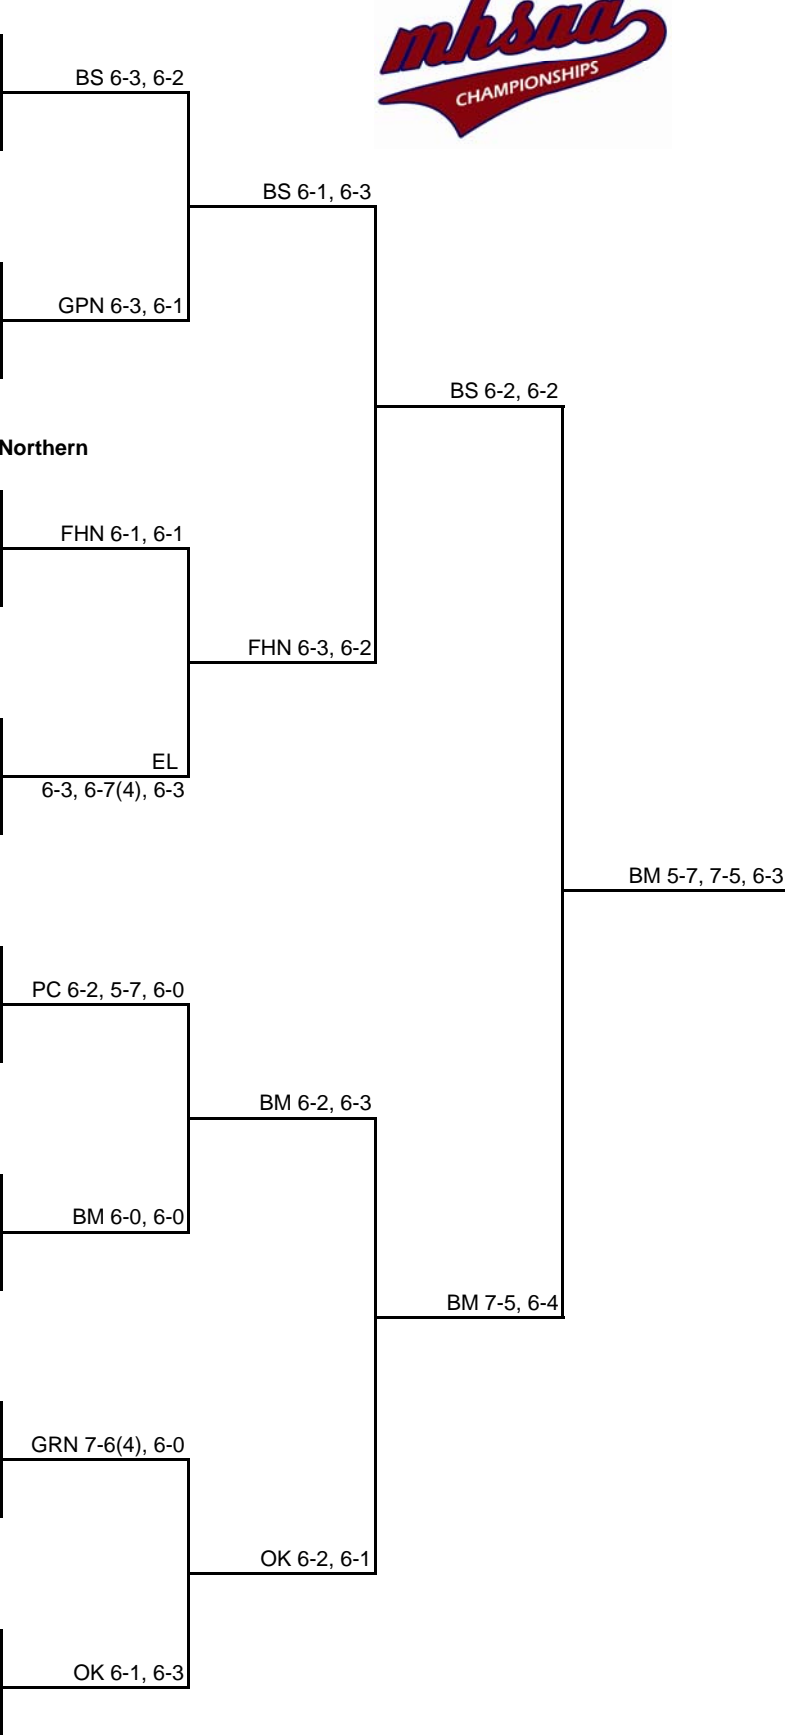 mhsaa
CHAMPIONSHIPS
BS 6-3, 6-2
BS 6-1, 6-3
GPN 6-3, 6-1
BS 6-2, 6-2
Northern
FHN 6-1, 6-1
FHN 6-3, 6-2
EL
6-3, 6-7(4), 6-3
BM 5-7, 7-5, 6-3
PC 6-2, 5-7, 6-0
BM 6-2, 6-3
BM 6-0, 6-0
BM 7-5, 6-4
GRN 7-6(4), 6-0
OK 6-2, 6-1
OK 6-1, 6-3